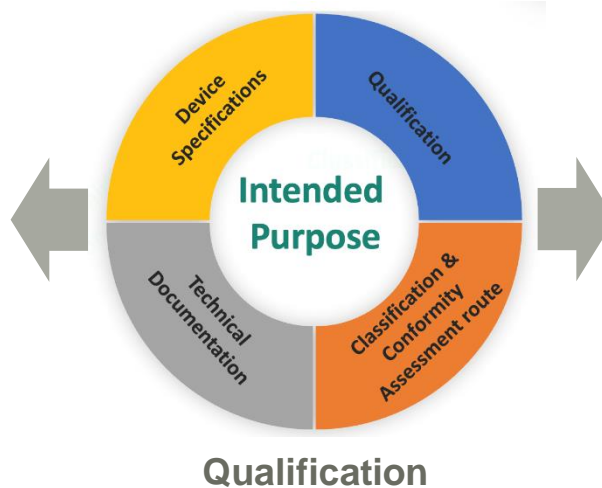 Device
Specifications
Qualification
Intended
Purpose
Technical
Documentation
Classification &
Conformity
Assessment route
Qualification